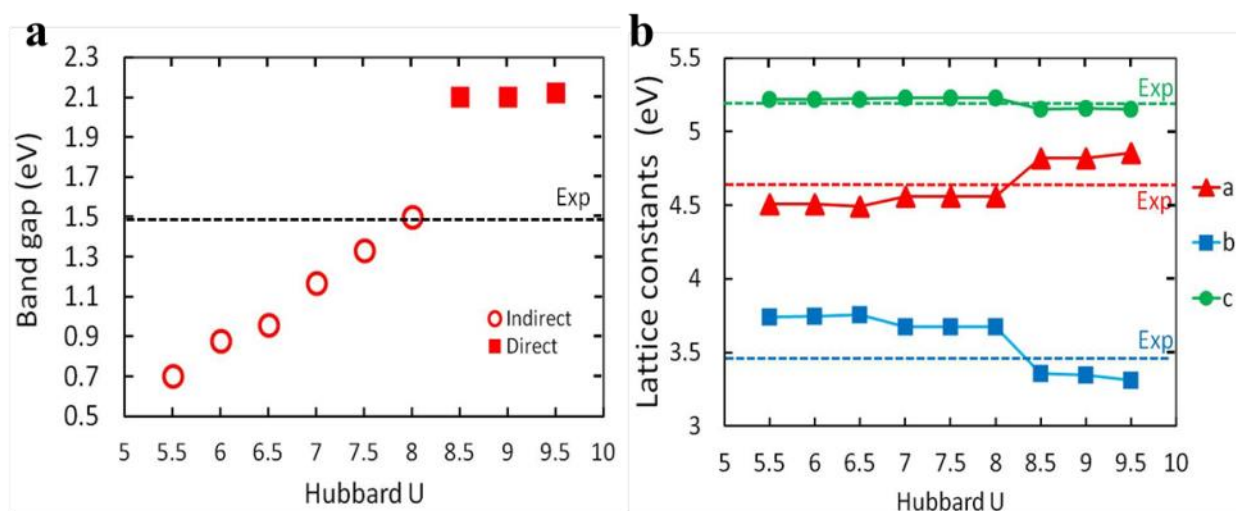 a
Band gap (eV)
2.3
2.1
1.9
1.7
1.5
1.3
1.1
0.9
0.7
0.5
Exp
Indirect
Direct
5 5.5 6 6.5 7 7.5 8 8.5 9 9.5 10
Hubbard U
b
Lattice constants (eV)
5.5
5
4.5
4
3.5
3
Exp
Exp
Exp
a
b
c
5 5.5 6 6.5 7 7.5 8 8.5 9 9.5 10
Hubbard U